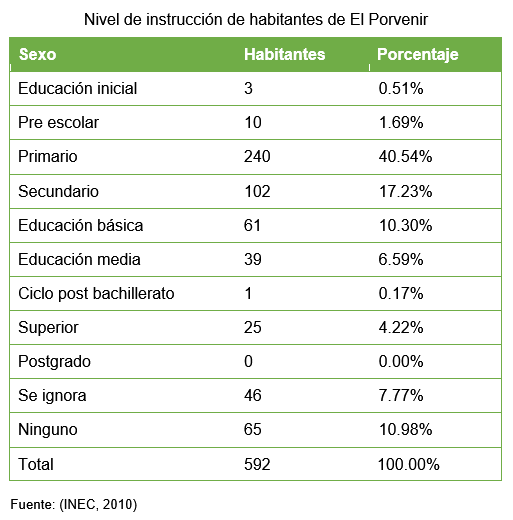 Nivel de instrucción de habitantes de El Porvenir
Sexo Habitantes Porcentaje
Educación inicial 3 0.51%
Pre escolar 10 1.69%
Primario 240 40.54%
Secundario 102 17.23%
Educación básica 61 10.30%
Educación media 39 6.59%
Ciclo post bachillerato 1 0.17%
Superior 25 4.22%
Postgrado 0 0.00%
Se ignora 46 7.77%
Ninguno 65 10.98%
Total 592 100.00%
Fuente: (INEC, 2010)